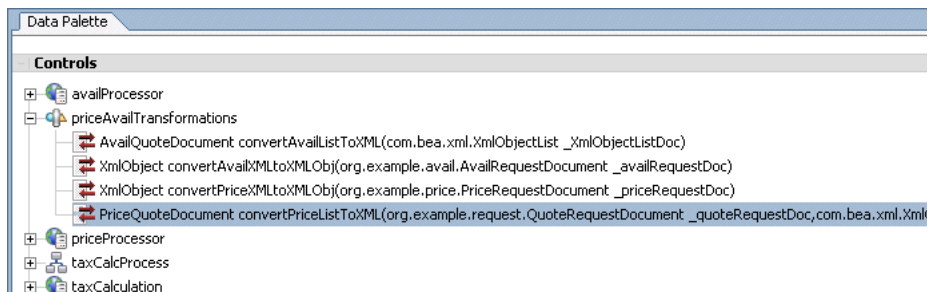 Data Palette
Controls
availProcessor
priceAvailTransformations
AvailQuoteDocument convertAvailListToXML(com.bea.xml.XmlObjectList _XmlObjectListDoc)
XmlObject convertAvailXMLtoXMLObj(org.example.avail.AvailRequestDocument _availRequestDoc)
XmlObject convertPriceXMLtoXMLObj(org.example.price.PriceRequestDocument _priceRequestDoc)
PriceQuoteDocument convertPriceListToXML(org.example.request.QuoteRequestDocument _quoteRequestDoc,com.bea.xml.Xml
priceProcessor
taxCalcProcess
taxCalculation